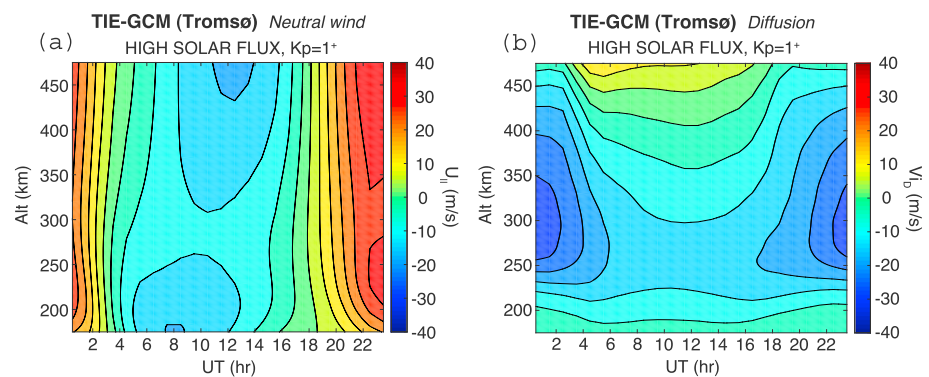 TIE-GCM (Tromsø) Neutral wind
(a)
HIGH SOLAR FLUX, Kp=1⁺
450
400
350
300
250
200
Alt (km)
2 4 6 8 10 12 14 16 18 20 22
UT (hr)
40
30
20
10
0
-10
-20
-30
-40
U|| (m/s)
TIE-GCM (Tromsø) Diffusion
(b)
HIGH SOLAR FLUX, Kp=1⁺
450
400
350
300
250
200
Alt (km)
2 4 6 8 10 12 14 16 18 20 22
UT (hr)
40
30
20
10
0
-10
-20
-30
-40
Vi_D (m/s)